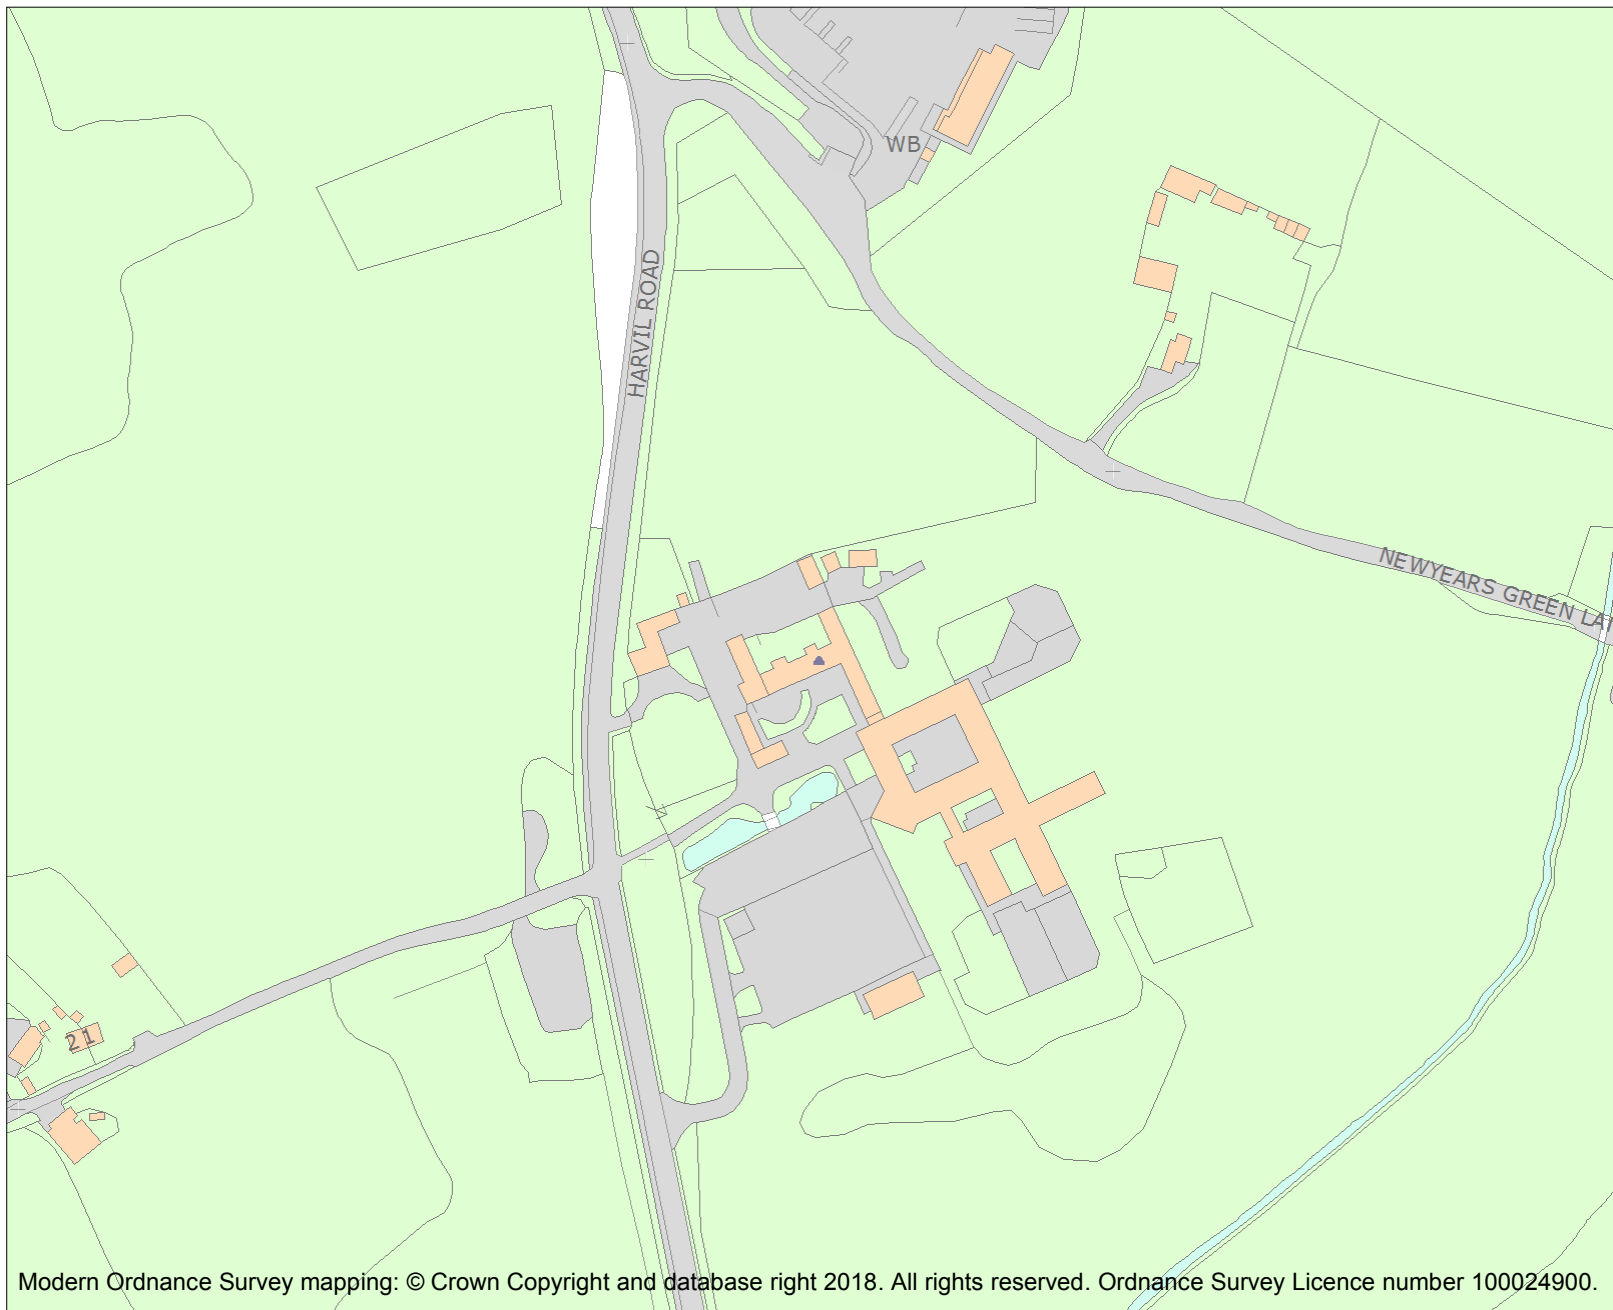 WB
HARVIL ROAD
NEWYEARS GREEN LA
21
Modern Ordnance Survey mapping: © Crown Copyright and database right 2018. All rights reserved. Ordnance Survey Licence number 100024900.